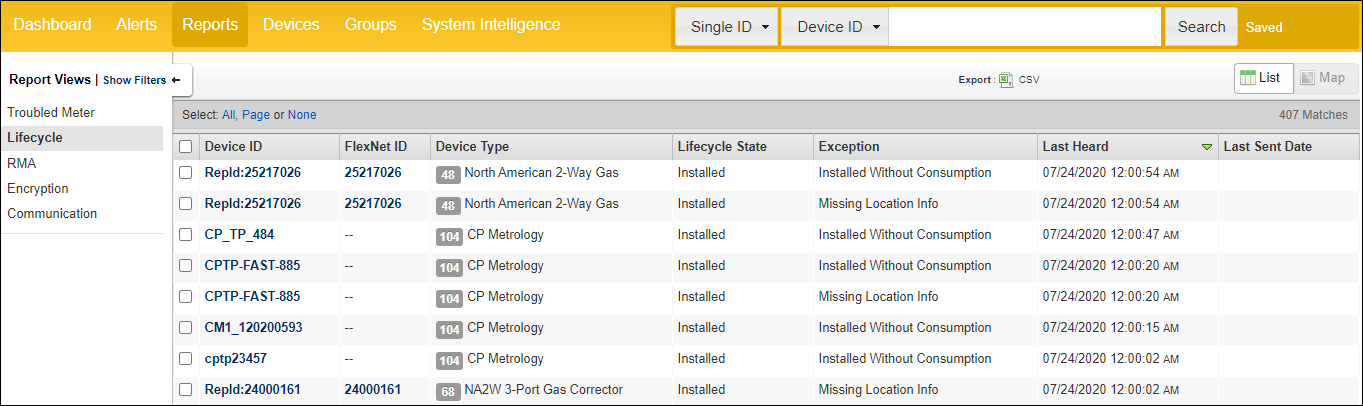 Dashboard Alerts Reports Devices Groups System Intelligence Single ID Device ID Search Saved
Report Views | Show Filters
Export : CSV List Map
Troubled Meter
Lifecycle
RMA
Encryption
Communication
Select: All, Page or None 407 Matches
Device ID FlexNet ID Device Type Lifecycle State Exception Last Heard Last Sent Date
RepId:25217026 25217026 48 North American 2-Way Gas Installed Installed Without Consumption 07/24/2020 12:00:54 AM
RepId:25217026 25217026 48 North American 2-Way Gas Installed Missing Location Info 07/24/2020 12:00:54 AM
CP_TP_484 -- 104 CP Metrology Installed Installed Without Consumption 07/24/2020 12:00:47 AM
CPTP-FAST-885 -- 104 CP Metrology Installed Installed Without Consumption 07/24/2020 12:00:20 AM
CPTP-FAST-885 -- 104 CP Metrology Installed Missing Location Info 07/24/2020 12:00:20 AM
CM1_120200593 -- 104 CP Metrology Installed Installed Without Consumption 07/24/2020 12:00:15 AM
cptp23457 -- 104 CP Metrology Installed Installed Without Consumption 07/24/2020 12:00:02 AM
RepId:24000161 24000161 68 NA2W 3-Port Gas Corrector Installed Missing Location Info 07/24/2020 12:00:02 AM